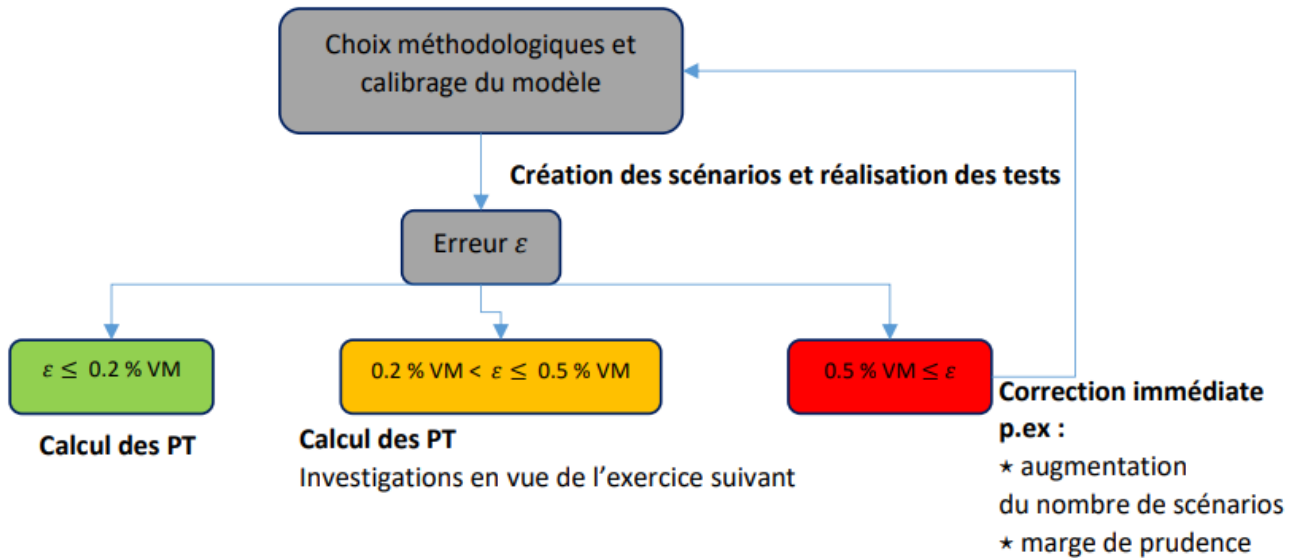 Choix méthodologiques et
calibrage du modèle
Création des scénarios et réalisation des tests
Erreur ε
ε ≤ 0.2 % VM
0.2 % VM < ε ≤ 0.5 % VM
0.5 % VM ≤ ε
Calcul des PT
Calcul des PT
Investigations en vue de l’exercice suivant
Correction immédiate
p.ex :
⋆ augmentation
du nombre de scénarios
⋆ marge de prudence